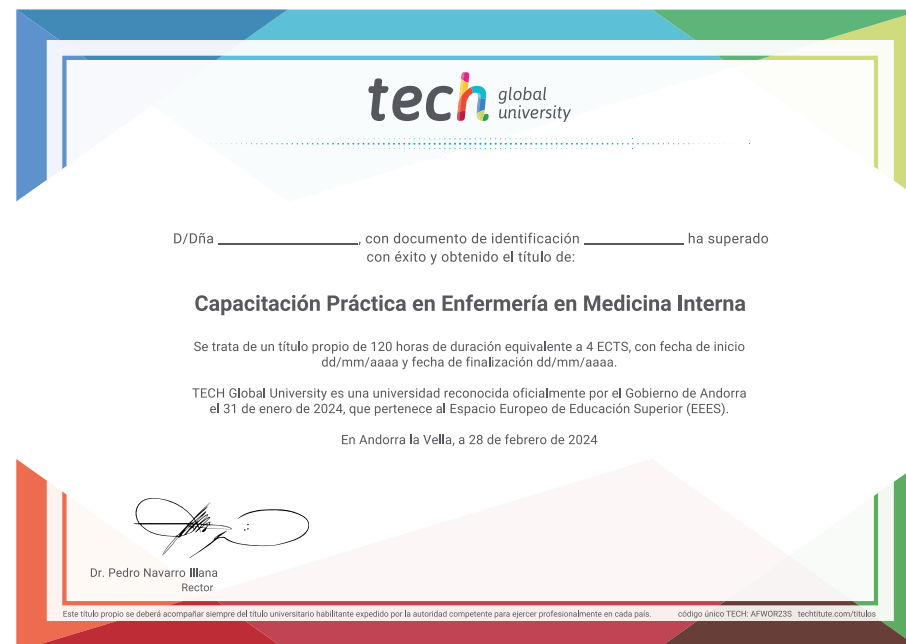 tech global university
D/Dña ____________________, con documento de identificación ______________ ha superado
con éxito y obtenido el título de:
Capacitación Práctica en Enfermería en Medicina Interna
Se trata de un título propio de 120 horas de duración equivalente a 4 ECTS, con fecha de inicio
dd/mm/aaaa y fecha de finalización dd/mm/aaaa.
TECH Global University es una universidad reconocida oficialmente por el Gobierno de Andorra
el 31 de enero de 2024, que pertenece al Espacio Europeo de Educación Superior (EEES).
En Andorra la Vella, a 28 de febrero de 2024
Dr. Pedro Navarro Illana
Rector
Este título propio se deberá acompañar siempre del título universitario habilitante expedido por la autoridad competente para ejercer profesionalmente en cada país. código único TECH: AFWOR23S techtitute.com/titulos